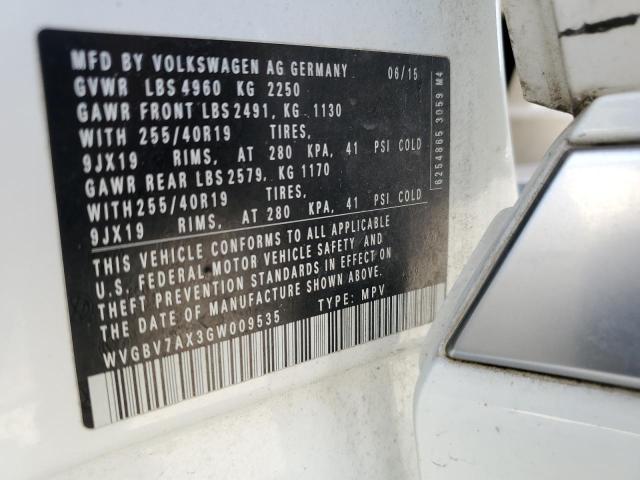 MFD BY VOLKSWAGEN AG GERMANY 06/15
GVWR LBS 4960 KG 2250
GAWR FRONT LBS 2491, KG 1130
WITH 255/40R19 TIRES,
9JX19 RIMS, AT 280 KPA, 41 PSI COLD
GAWR REAR LBS 2579, KG 1170
WITH 255/40R19 TIRES,
9JX19 RIMS, AT 280 KPA, 41 PSI COLD
THIS VEHICLE CONFORMS TO ALL APPLICABLE
U.S. FEDERAL MOTOR VEHICLE SAFETY AND
THEFT PREVENTION STANDARDS IN EFFECT ON
THE DATE OF MANUFACTURE SHOWN ABOVE.
WVGBV7AX3GW009535 TYPE: MPV
6254865 3059 M4